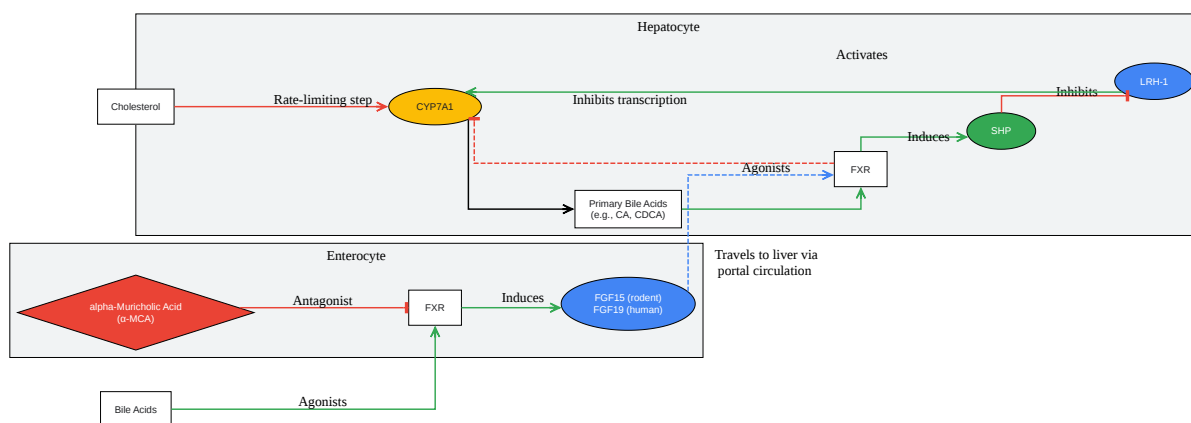 Hepatocyte
Activates
LRH-1
Cholesterol
Rate-limiting step
CYP7A1
Inhibits transcription
Inhibits
SHP
Induces
Agonists
FXR
Primary Bile Acids
(e.g., CA, CDCA)
Enterocyte
Travels to liver via
portal circulation
alpha-Muricholic Acid
(α-MCA)
Antagonist
FXR
Induces
FGF15 (rodent)
FGF19 (human)
Bile Acids
Agonists